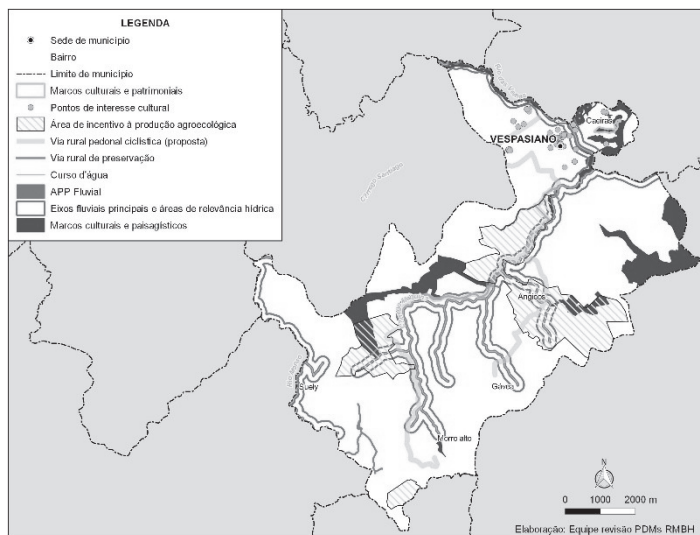 LEGENDA
Sede de município
Bairro
Limite de município
Marcos culturais e patrimoniais
Pontos de interesse cultural
Área de incentivo à produção agroecológica
Via rural pedonal ciclística (proposta)
Via rural de preservação
Curso d'água
APP Fluvial
Eixos fluviais principais e áreas de relevância hídrica
Marcos culturais e paisagísticos
Caieiras
VESPASIANO
Angicos
Suely
Gávea
Morro alto
N
0 1000 2000 m
Elaboração: Equipe revisão PDMs RMBH